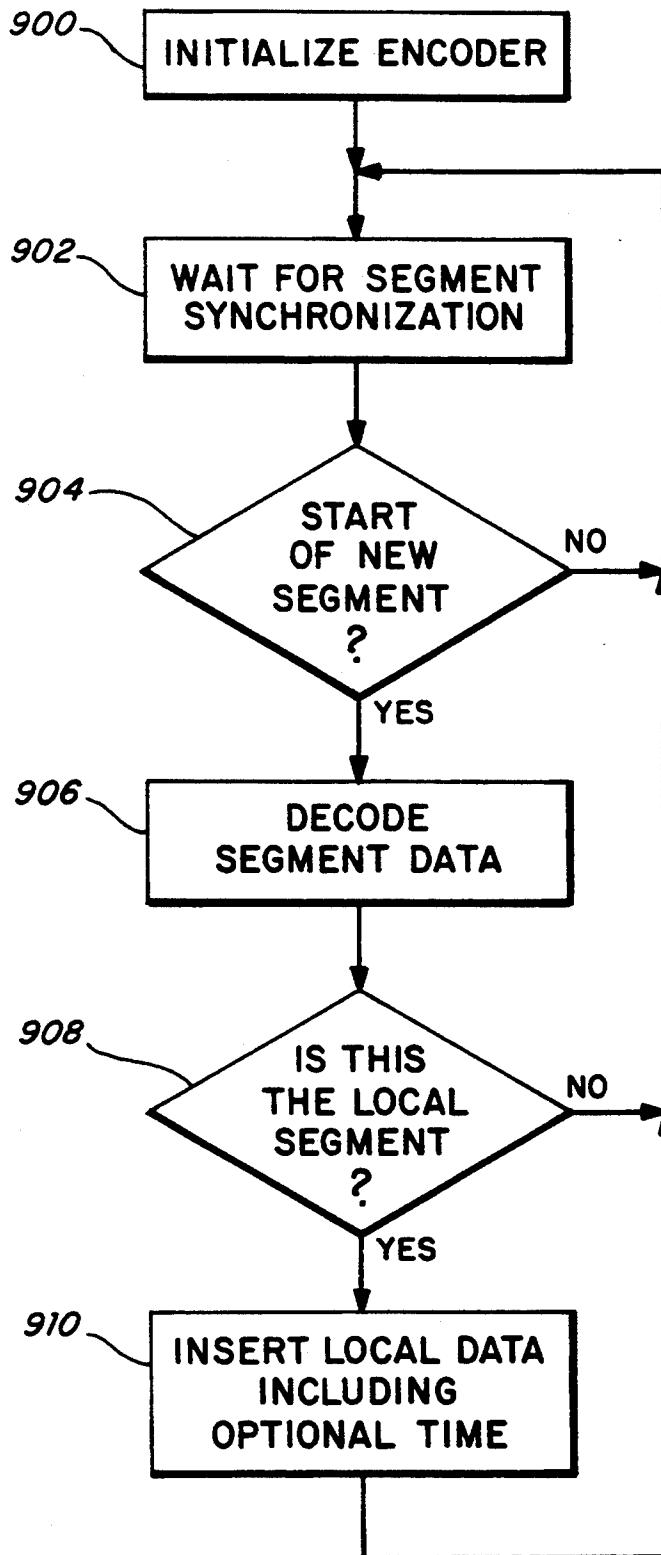 900
INITIALIZE ENCODER
902
WAIT FOR SEGMENT
SYNCHRONIZATION
904
START
OF NEW
SEGMENT
?
NO
YES
906
DECODE
SEGMENT DATA
908
IS THIS
THE LOCAL
SEGMENT
?
NO
YES
910
INSERT LOCAL DATA
INCLUDING
OPTIONAL TIME